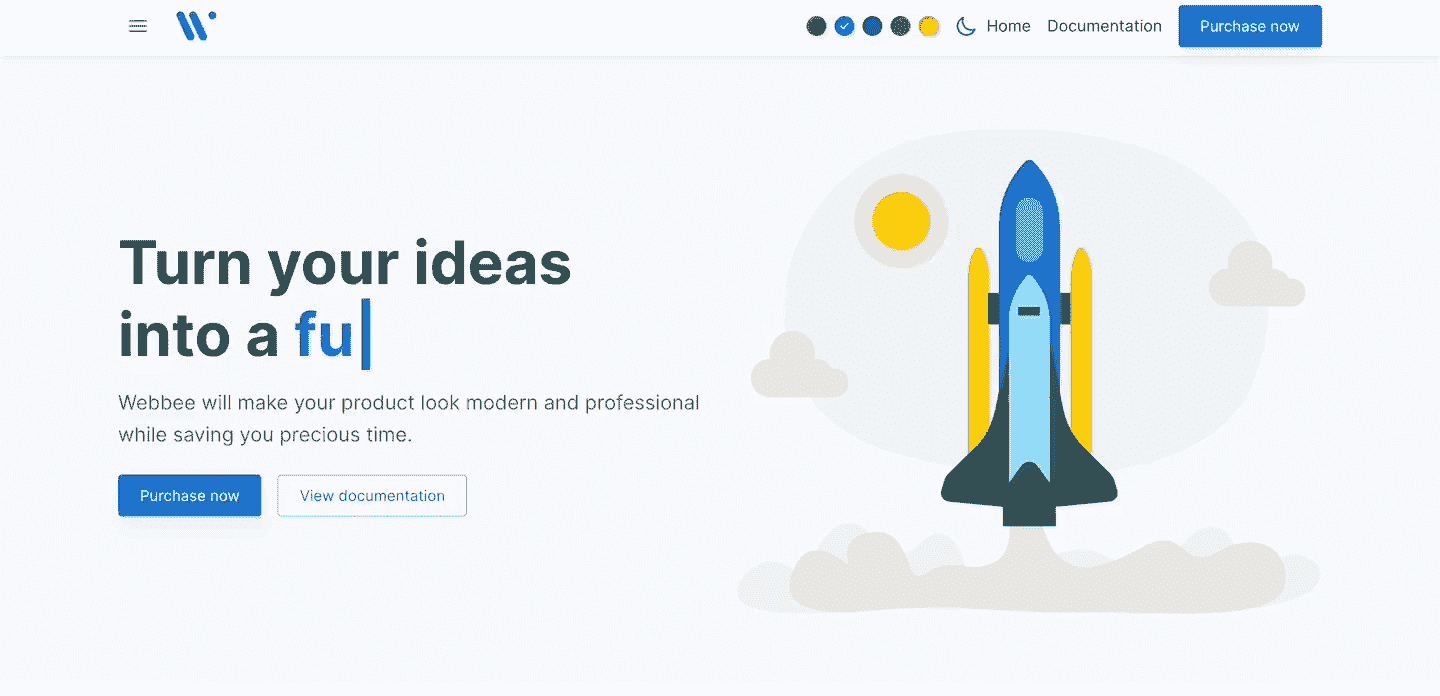 Home Documentation Purchase now
Turn your ideas
into a fu
Webbee will make your product look modern and professional
while saving you precious time.
Purchase now View documentation